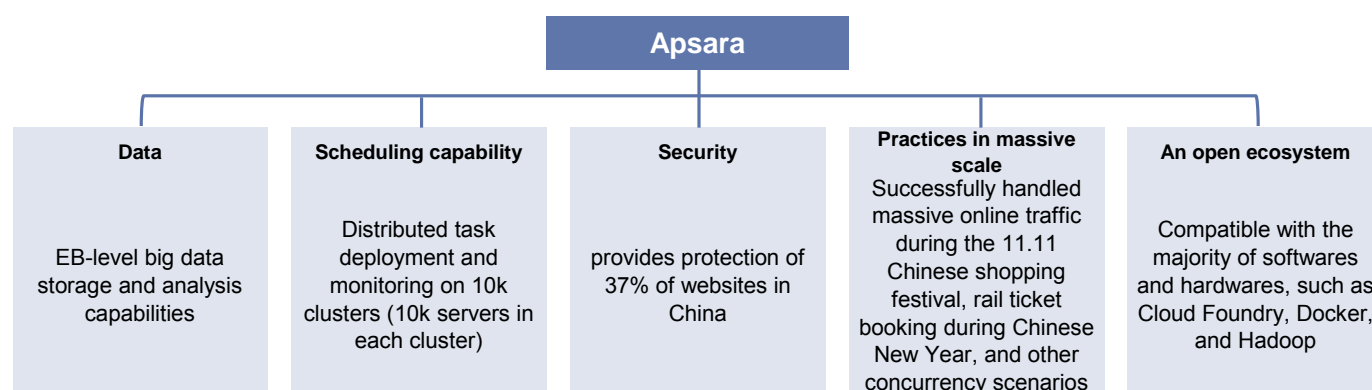 Apsara
Data
EB-level big data
storage and analysis
capabilities
Scheduling capability
Distributed task
deployment and
monitoring on 10k
clusters (10k servers in
each cluster)
Security
provides protection of
37% of websites in
China
Practices in massive
scale
Successfully handled
massive online traffic
during the 11.11
Chinese shopping
festival, rail ticket
booking during Chinese
New Year, and other
concurrency scenarios
An open ecosystem
Compatible with the
majority of softwares
and hardwares, such as
Cloud Foundry, Docker,
and Hadoop